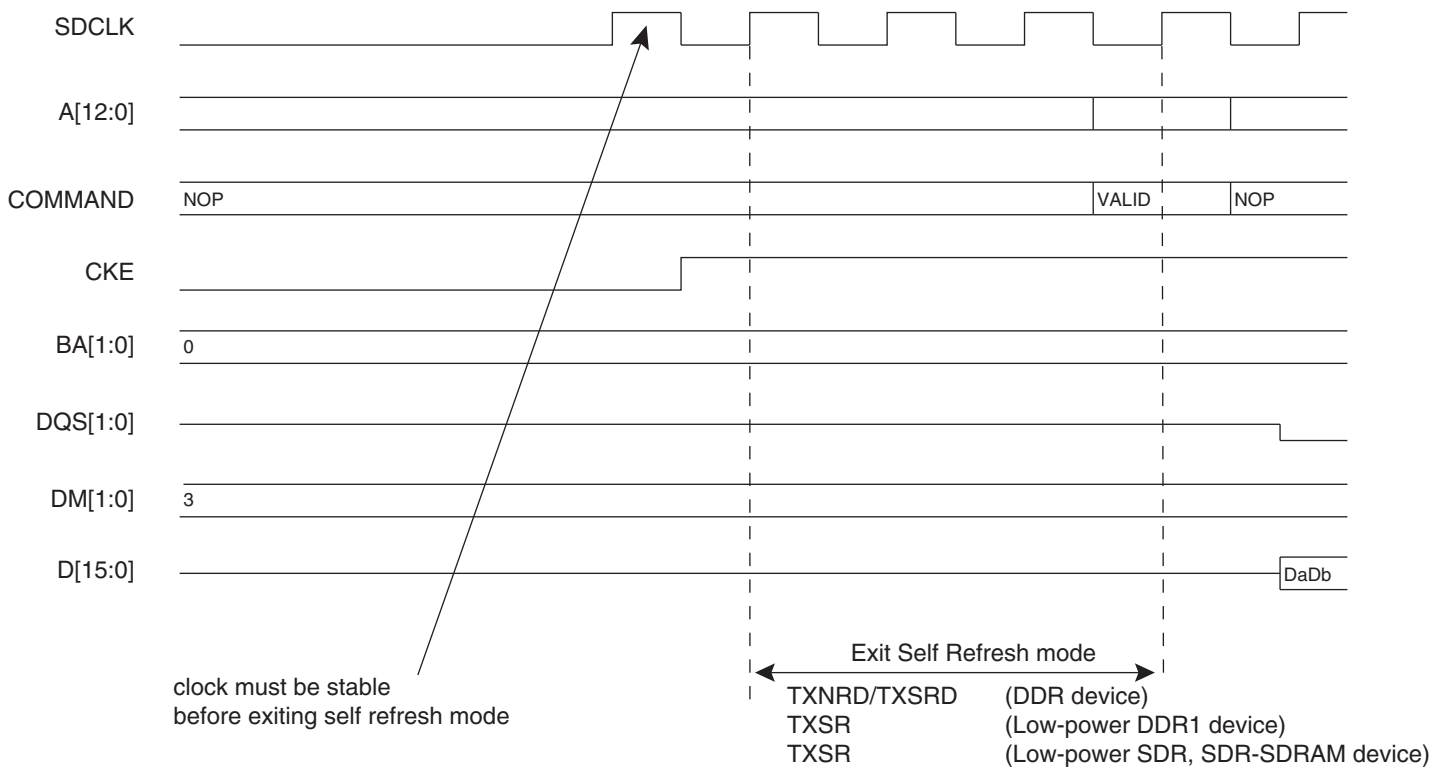 SDCLK
A[12:0]
COMMAND NOP VALID NOP
CKE
BA[1:0] 0
DQS[1:0]
DM[1:0] 3
D[15:0] DaDb
clock must be stable
before exiting self refresh mode
Exit Self Refresh mode
TXNRD/TXSRD (DDR device)
TXSR (Low-power DDR1 device)
TXSR (Low-power SDR, SDR-SDRAM device)